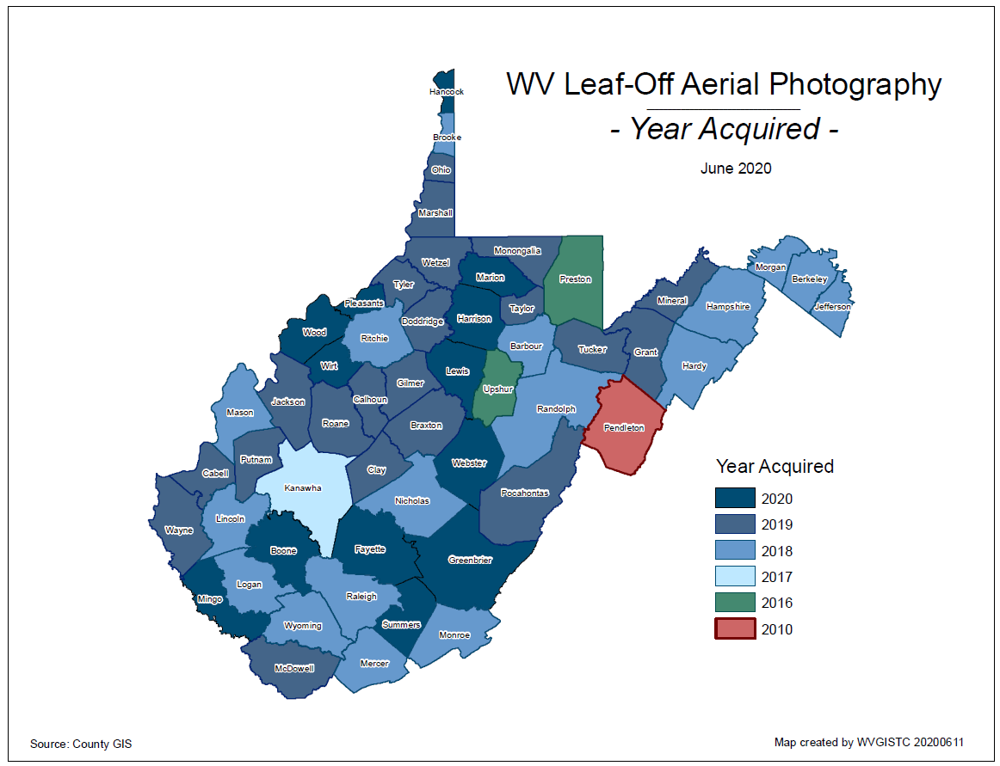 WV Leaf-Off Aerial Photography
- Year Acquired -
June 2020
Hancock
Brooke
Ohio
Marshall
Wetzel
Monongalia
Marion
Preston
Tyler
Pleasants
Taylor
Doddridge
Harrison
Wood
Ritchie
Barbour
Tucker
Grant
Mineral
Hampshire
Morgan
Berkeley
Jefferson
Hardy
Wirt
Lewis
Gilmer
Upshur
Calhoun
Jackson
Mason
Roane
Braxton
Randolph
Pendleton
Putnam
Cabell
Clay
Webster
Kanawha
Pocahontas
Nicholas
Lincoln
Wayne
Boone
Fayette
Greenbrier
Logan
Mingo
Raleigh
Summers
Wyoming
Monroe
McDowell
Mercer
Year Acquired
2020
2019
2018
2017
2016
2010
Source: County GIS
Map created by WVGISTC 20200611